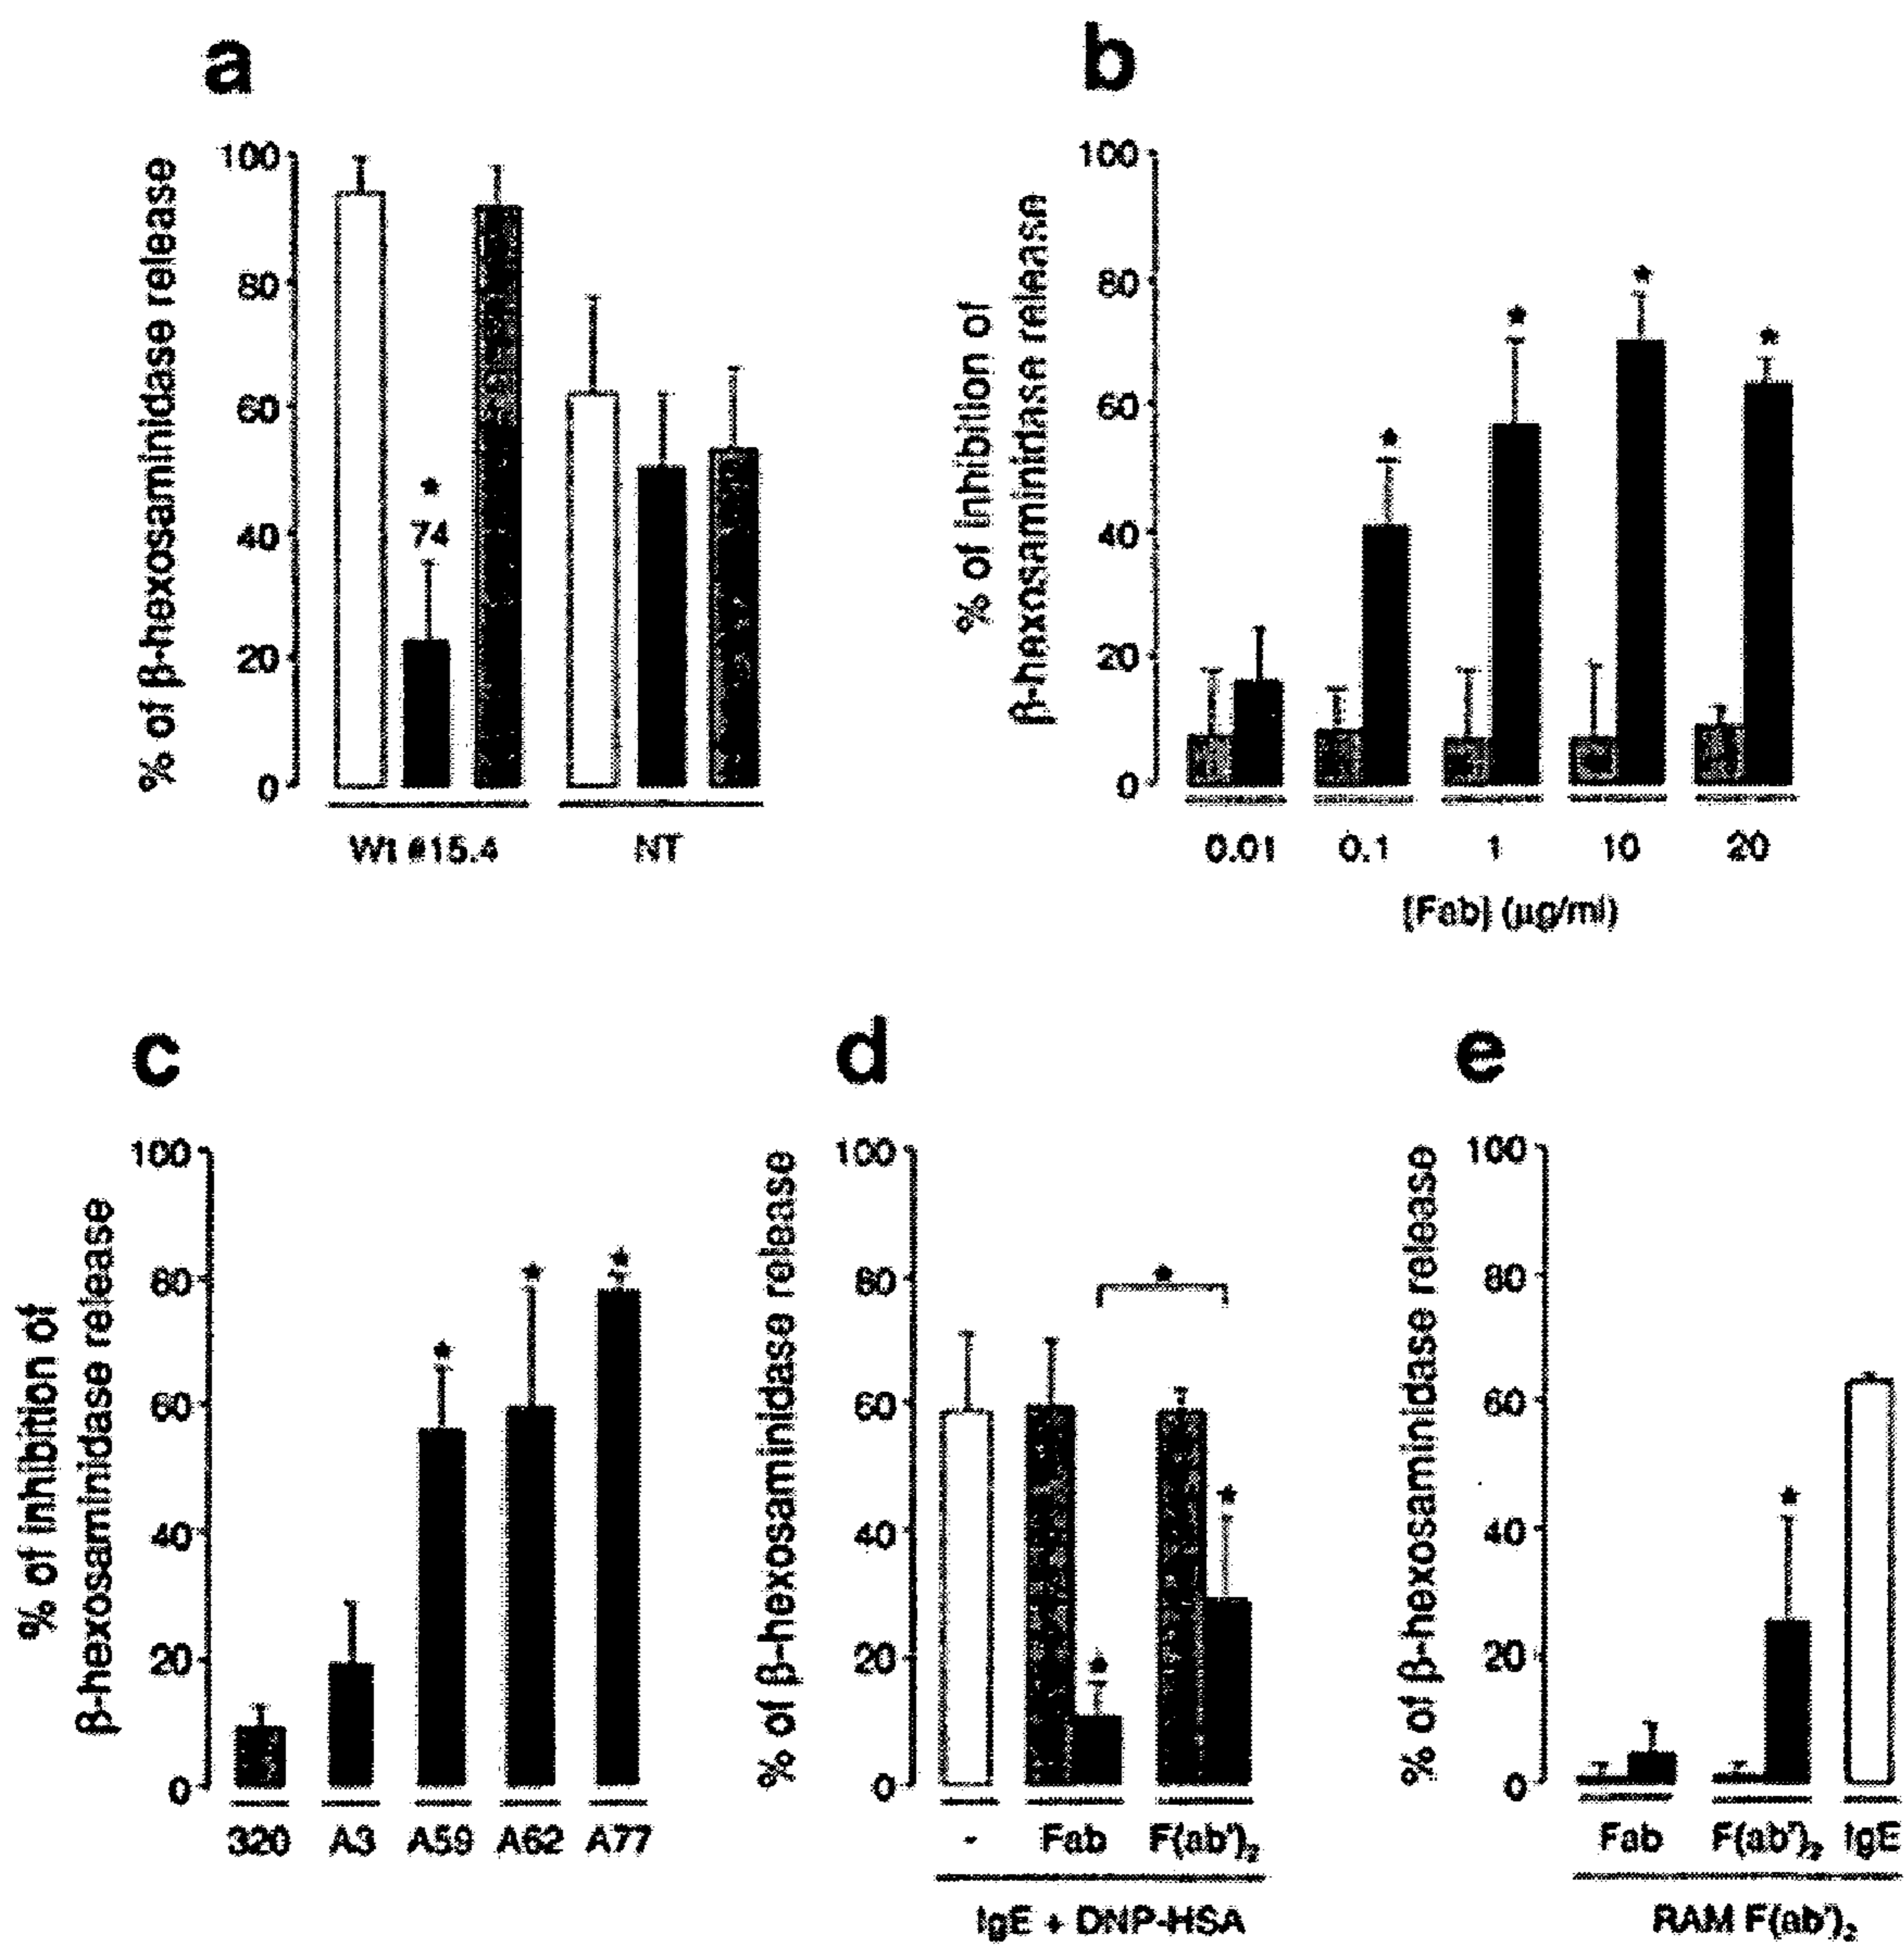 a
% of β-hexosaminidase release
100
80
60
40
20
0
*
74
Wt #15.4
NT
b
% of inhibition of
β-hexosaminidase release
100
80
60
40
20
0
*
*
*
*
0.01
0.1
1
10
20
[Fab] (µg/ml)
c
% of inhibition of
β-hexosaminidase release
100
80
60
40
20
0
*
*
*
320
A3
A59
A62
A77
d
% of β-hexosaminidase release
100
80
60
40
20
0
*
*
*
-
Fab
F(ab')₂
IgE + DNP-HSA
e
% of β-hexosaminidase release
100
80
60
40
20
0
*
Fab
F(ab')₂
IgE
RAM F(ab')₂